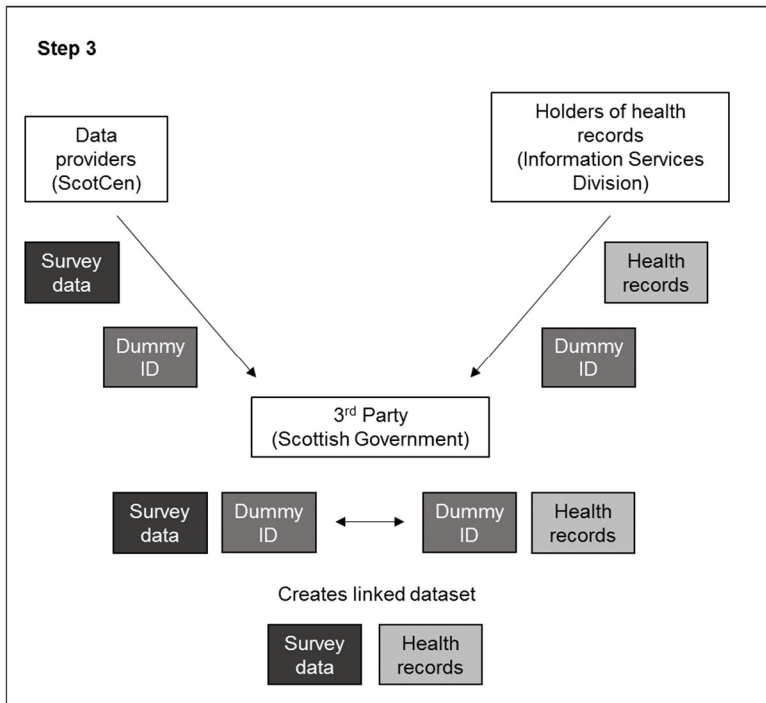 Step 3
Data
providers
(ScotCen)
Holders of health
records
(Information Services
Division)
Survey
data
Health
records
Dummy
ID
Dummy
ID
3rd Party
(Scottish Government)
Survey
data
Dummy
ID
Dummy
ID
Health
records
Creates linked dataset
Survey
data
Health
records